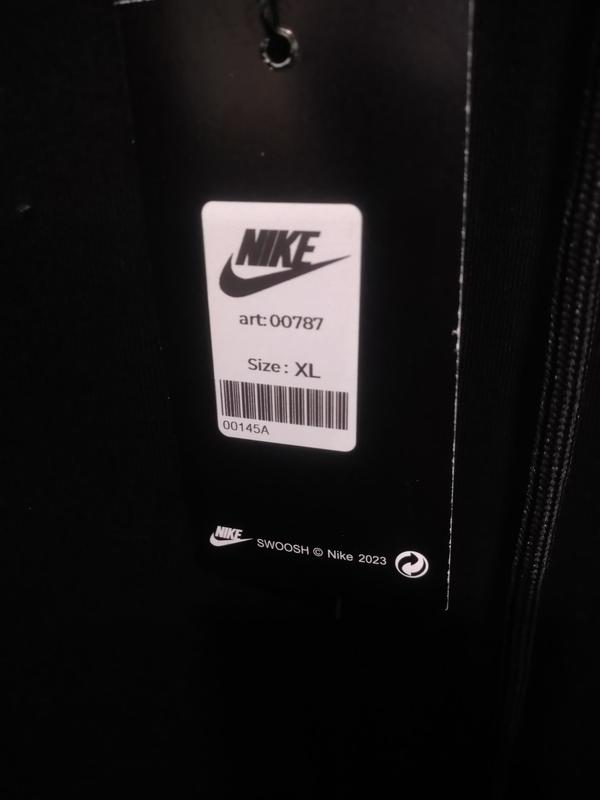 NIKE
art: 00787
Size: XL
00145A
NIKE SWOOSH © Nike 2023